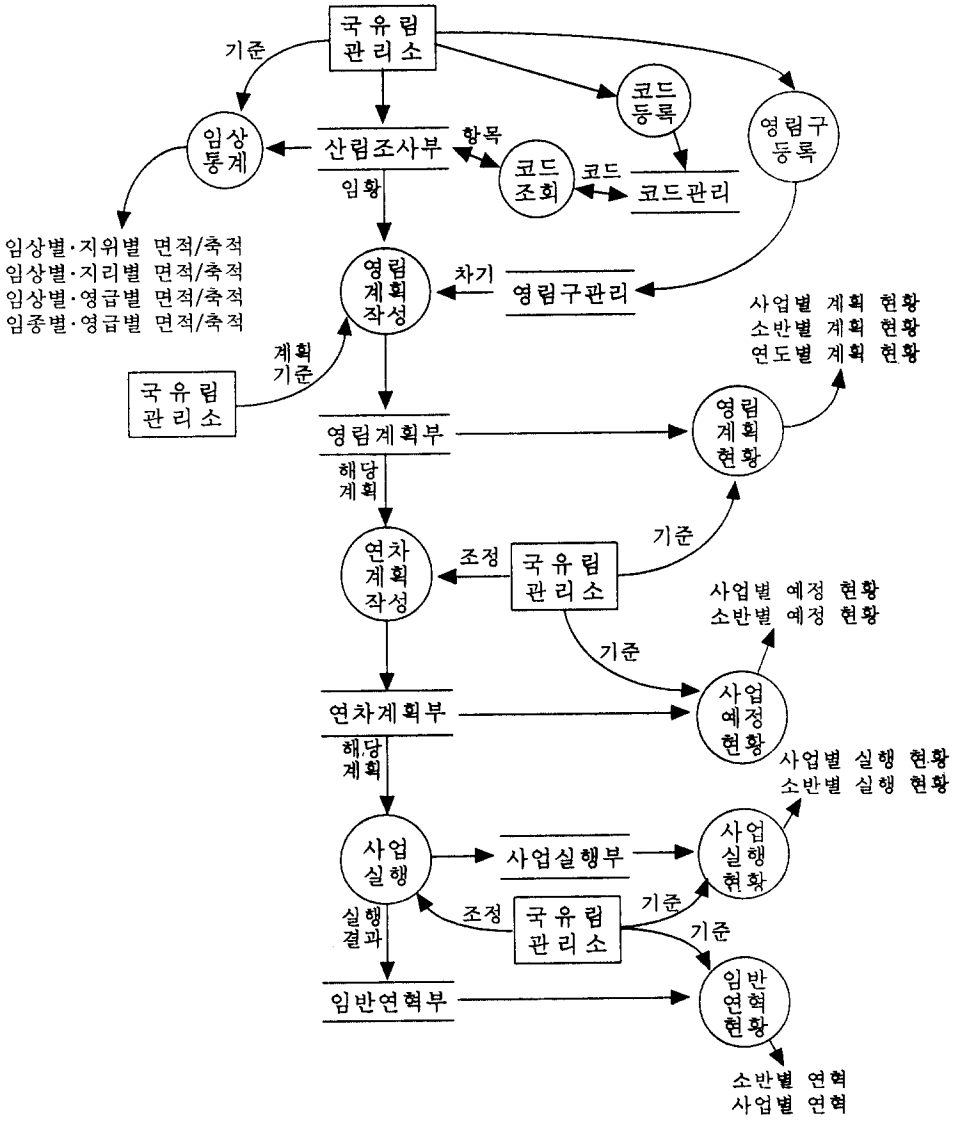 국유림
관리소
기준
임상
통계
산림조사부
항목
코드
조회
코드
코드
등록
코드관리
영림구
등록
임황
임상별·지위별 면적/축적
임상별·지리별 면적/축적
임상별·영급별 면적/축적
임종별·영급별 면적/축적
영림
계획
작성
차기
영림구관리
사업별 계획 현황
소반별 계획 현황
연도별 계획 현황
계획
기준
국유림
관리소
영림계획부
영림
계획
현황
해당
계획
연차
계획
작성
조정
국유림
관리소
기준
사업별 예정 현황
소반별 예정 현황
기준
연차계획부
사업
예정
현황
해당
계획
사업별 실행 현황
소반별 실행 현황
사업
실행
사업실행부
사업
실행
현황
실행
결과
조정
국유림
관리소
기준
기준
임반연혁부
임반
연혁
현황
소반별 연혁
사업별 연혁